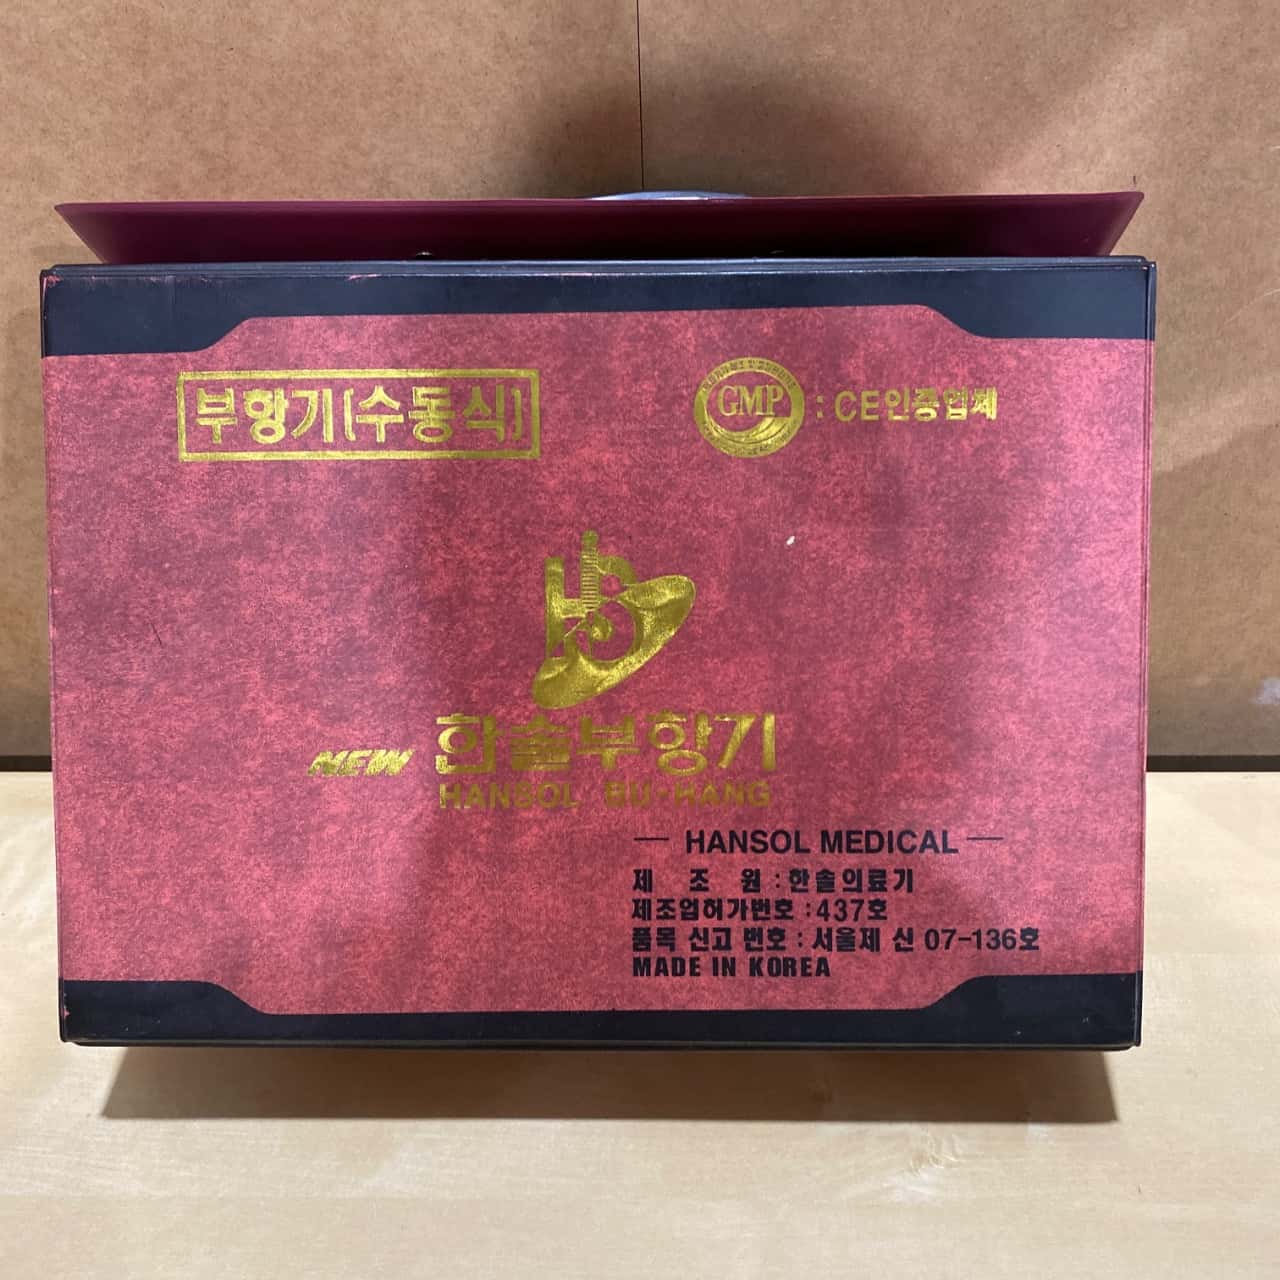 부항기(수동식)
GMP : CE인증업체
NEW 한솔부항기
HANSOL BU-HANG
— HANSOL MEDICAL —
제 조 원 : 한솔의료기
제조업허가번호 : 437호
품목 신고 번호 : 서울제 신 07-136호
MADE IN KOREA